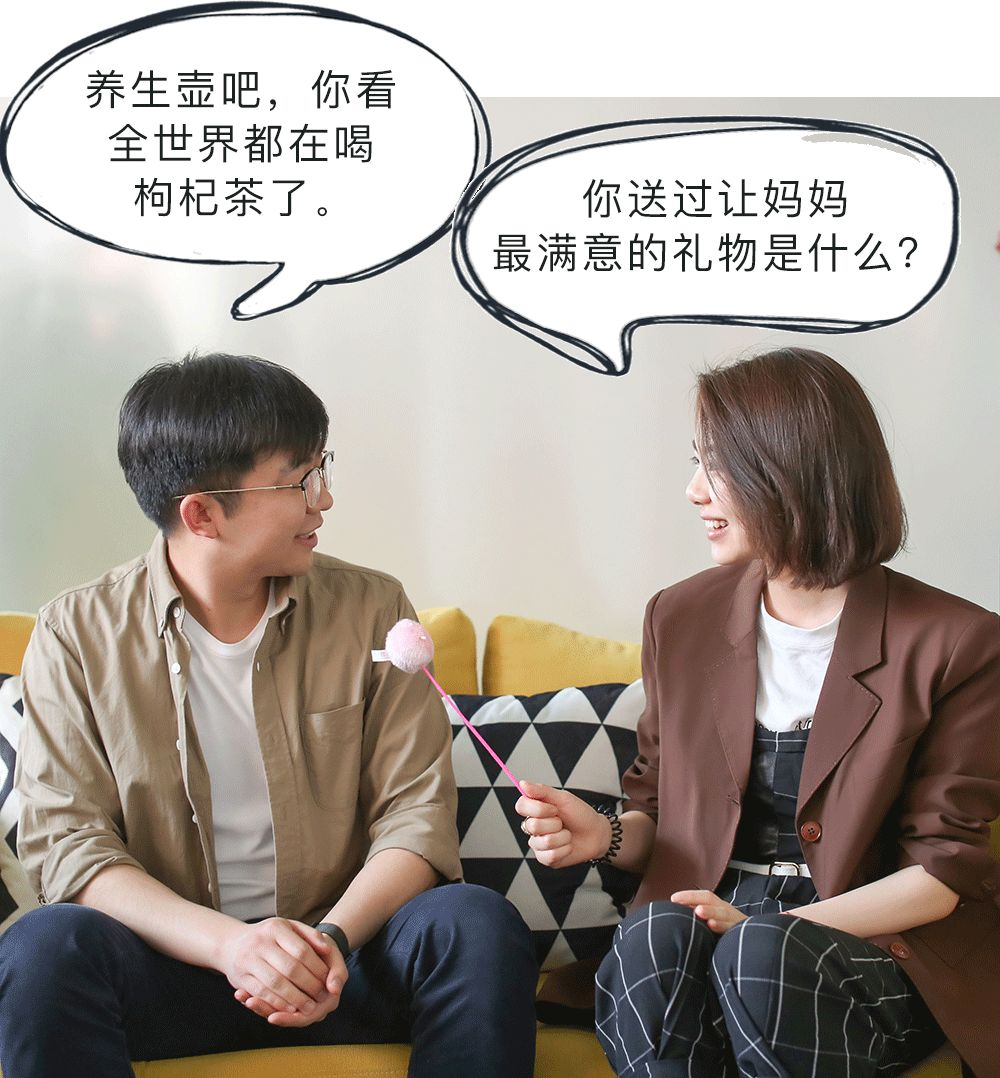 养生壶吧，你看
全世界都在喝
枸杞茶了。
你送过让妈妈
最满意的礼物是什么？